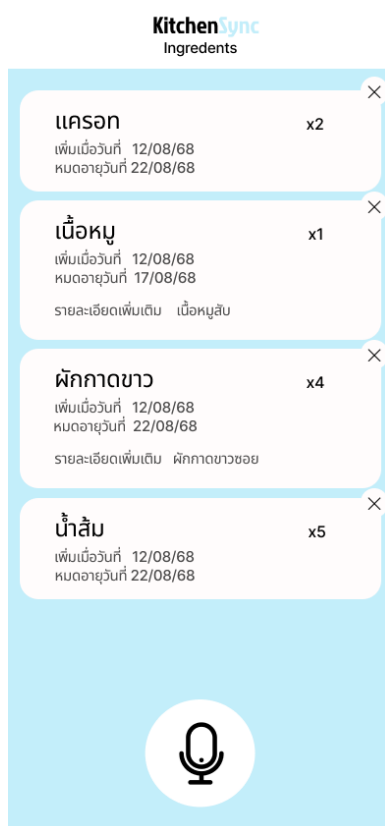 KitchenSync
Ingredents
แครอท x2
เพิ่มเมื่อวันที่ 12/08/68
หมดอายุวันที่ 22/08/68
เนื้อหมู x1
เพิ่มเมื่อวันที่ 12/08/68
หมดอายุวันที่ 17/08/68
รายละเอียดเพิ่มเติม เนื้อหมูสับ
ผักกาดขาว x4
เพิ่มเมื่อวันที่ 12/08/68
หมดอายุวันที่ 22/08/68
รายละเอียดเพิ่มเติม ผักกาดขาวซอย
น้ำส้ม x5
เพิ่มเมื่อวันที่ 12/08/68
หมดอายุวันที่ 22/08/68